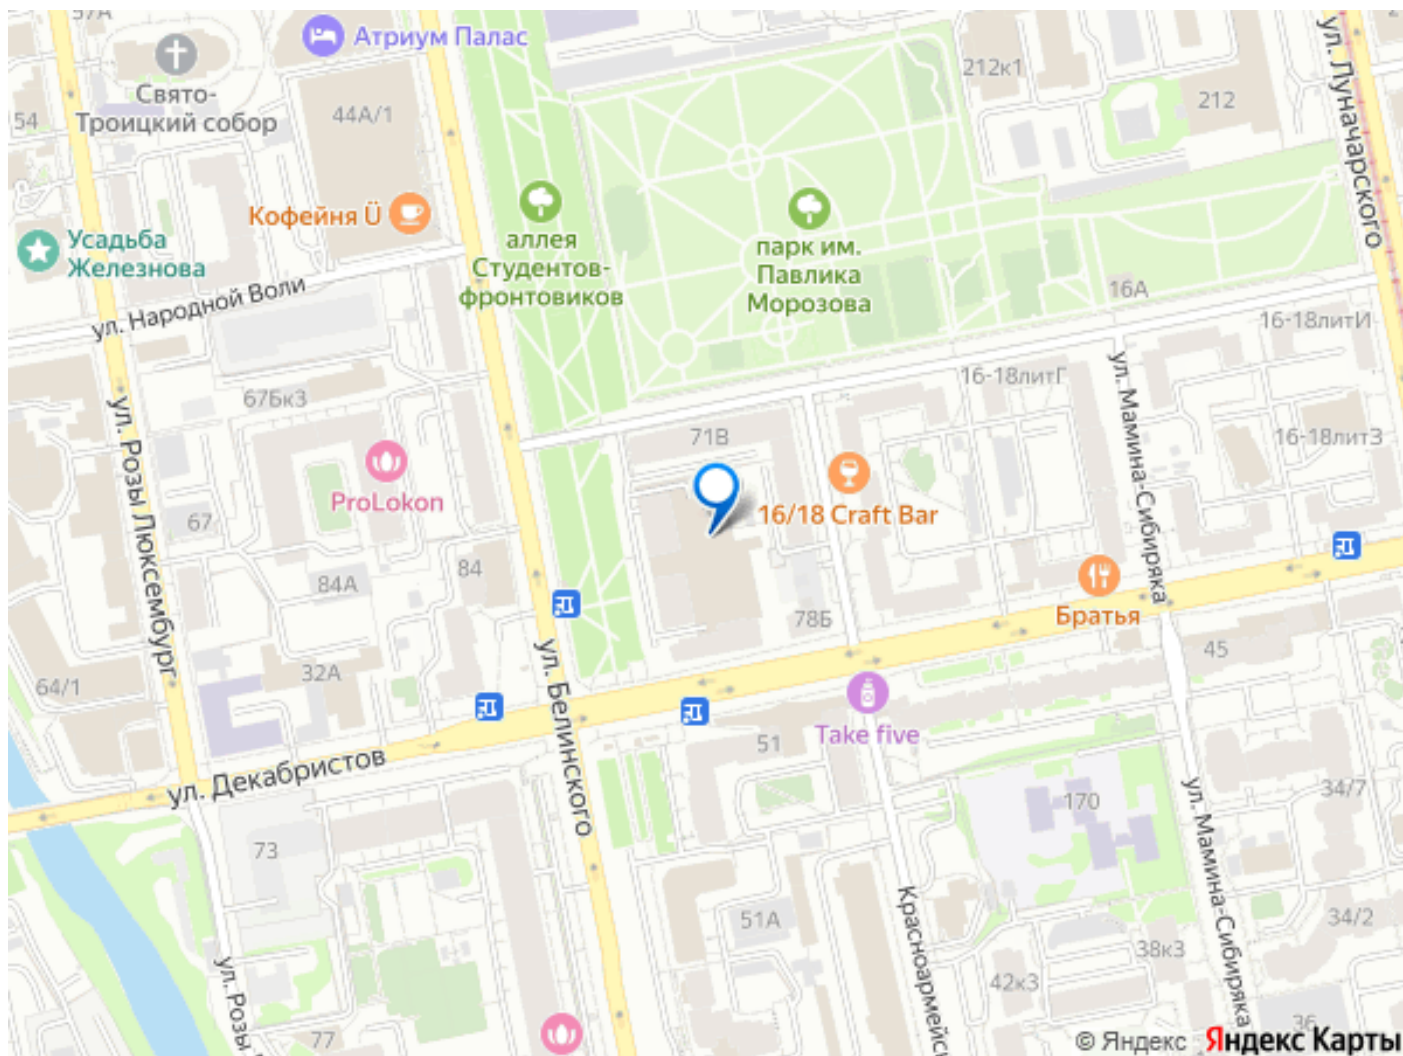 57А
Атриум Палас
Свято-
Троицкий собор
54
44А/1
212к1
212
ул. Луначарского
Кофейня Ü
Усадьба
Железнова
аллея
Студентов-
фронтовиков
парк им.
Павлика
Морозова
ул. Народной Воли
16А
16-18литИ
67Бк3
16-18литГ
ул. Мамина-Сибиряка
ул. Розы Люксембург
71В
16-18литЗ
ProLokon
16/18 Craft Bar
67
84А
84
78Б
Братья
45
64/1
32А
ул. Белинского
51
Take five
ул. Декабристов
170
34/7
ул. Мамина-Сибиряка
73
51А
Красноармейс
34/2
38к3
42к3
ул. Розы
77
36
© Яндекс Яндекс Карты